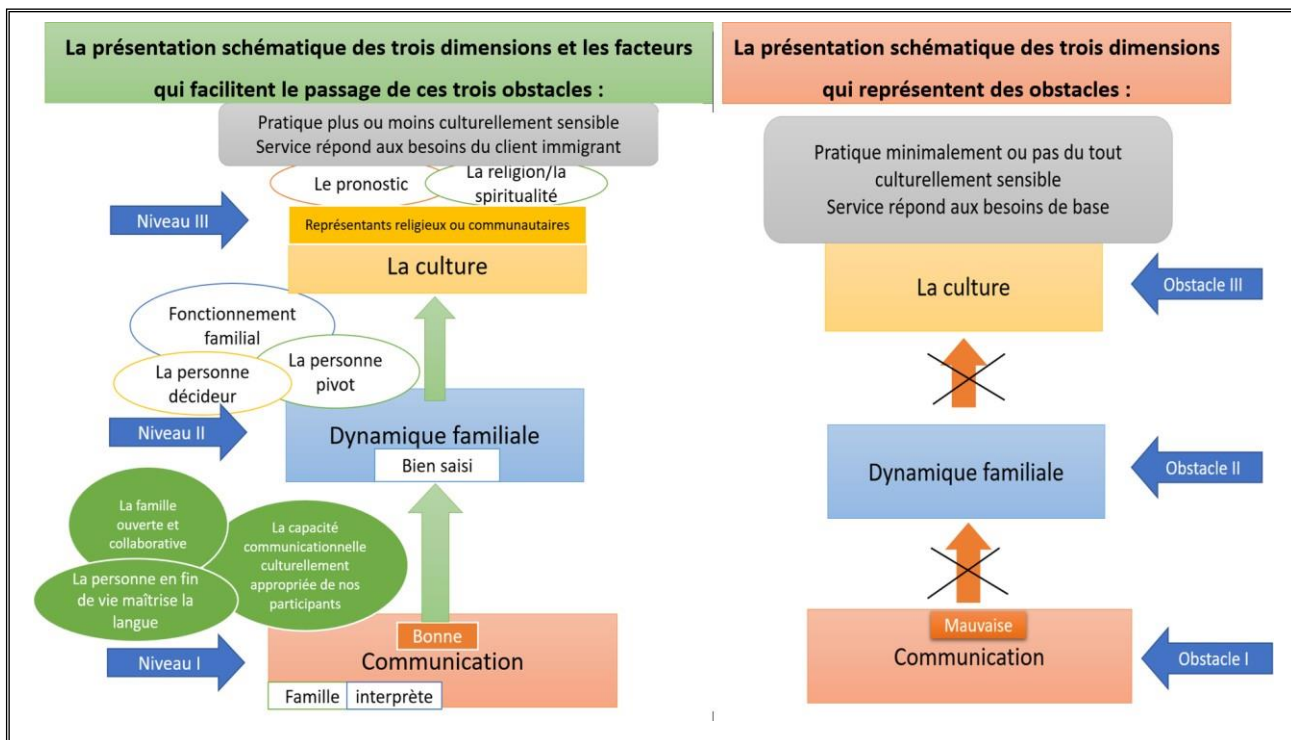 La présentation schématique des trois dimensions et les facteurs
qui facilitent le passage de ces trois obstacles :
Pratique plus ou moins culturellement sensible
Service répond aux besoins du client immigrant
Le pronostic
La religion/la
spiritualité
Niveau III
Représentants religieux ou communautaires
La culture
Fonctionnement
familial
La personne
pivot
La personne
décideur
Niveau II
Dynamique familiale
Bien saisi
La famille
ouverte et
collaborative
La capacité
communicationnelle
culturellement
appropriée de nos
participants
La personne en fin
de vie maîtrise la
langue
Bonne
Niveau I
Communication
Famille
interprète
La présentation schématique des trois dimensions
qui représentent des obstacles :
Pratique minimalement ou pas du tout
culturellement sensible
Service répond aux besoins de base
La culture
Obstacle III
Dynamique familiale
Obstacle II
Mauvaise
Communication
Obstacle I